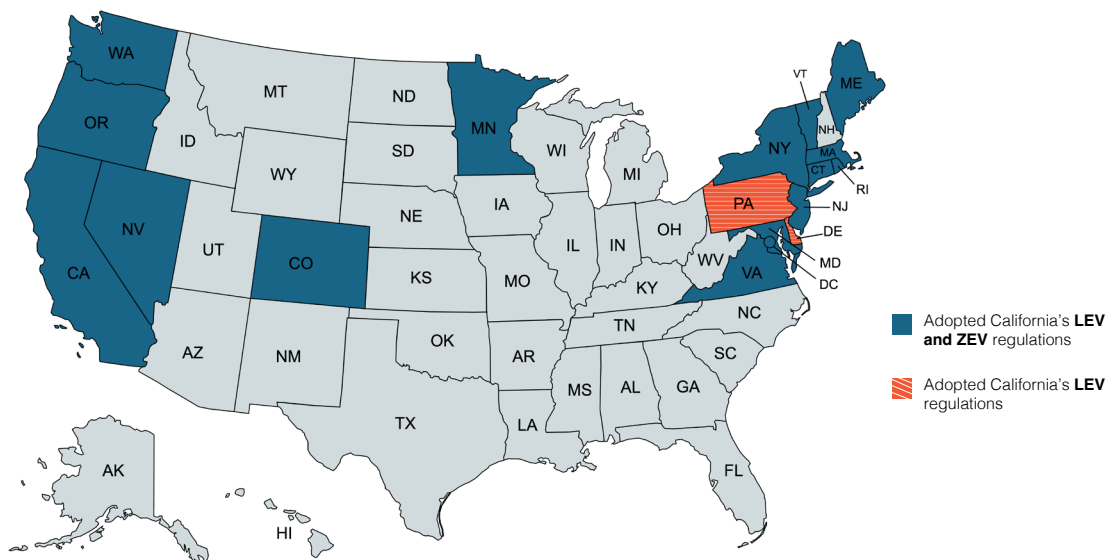 WA
MT
ND
MN
OR
ID
SD
WI
MI
WY
NE
IA
NV
UT
CO
CA
KS
MO
IL
IN
OH
WV
KY
VA
VT
ME
NH
NY
MA
CT
RI
PA
NJ
DE
MD
DC
AZ
NM
OK
AR
TN
NC
SC
MS
AL
GA
TX
LA
FL
AK
HI
Adopted California's LEV
and ZEV regulations
Adopted California's LEV
regulations